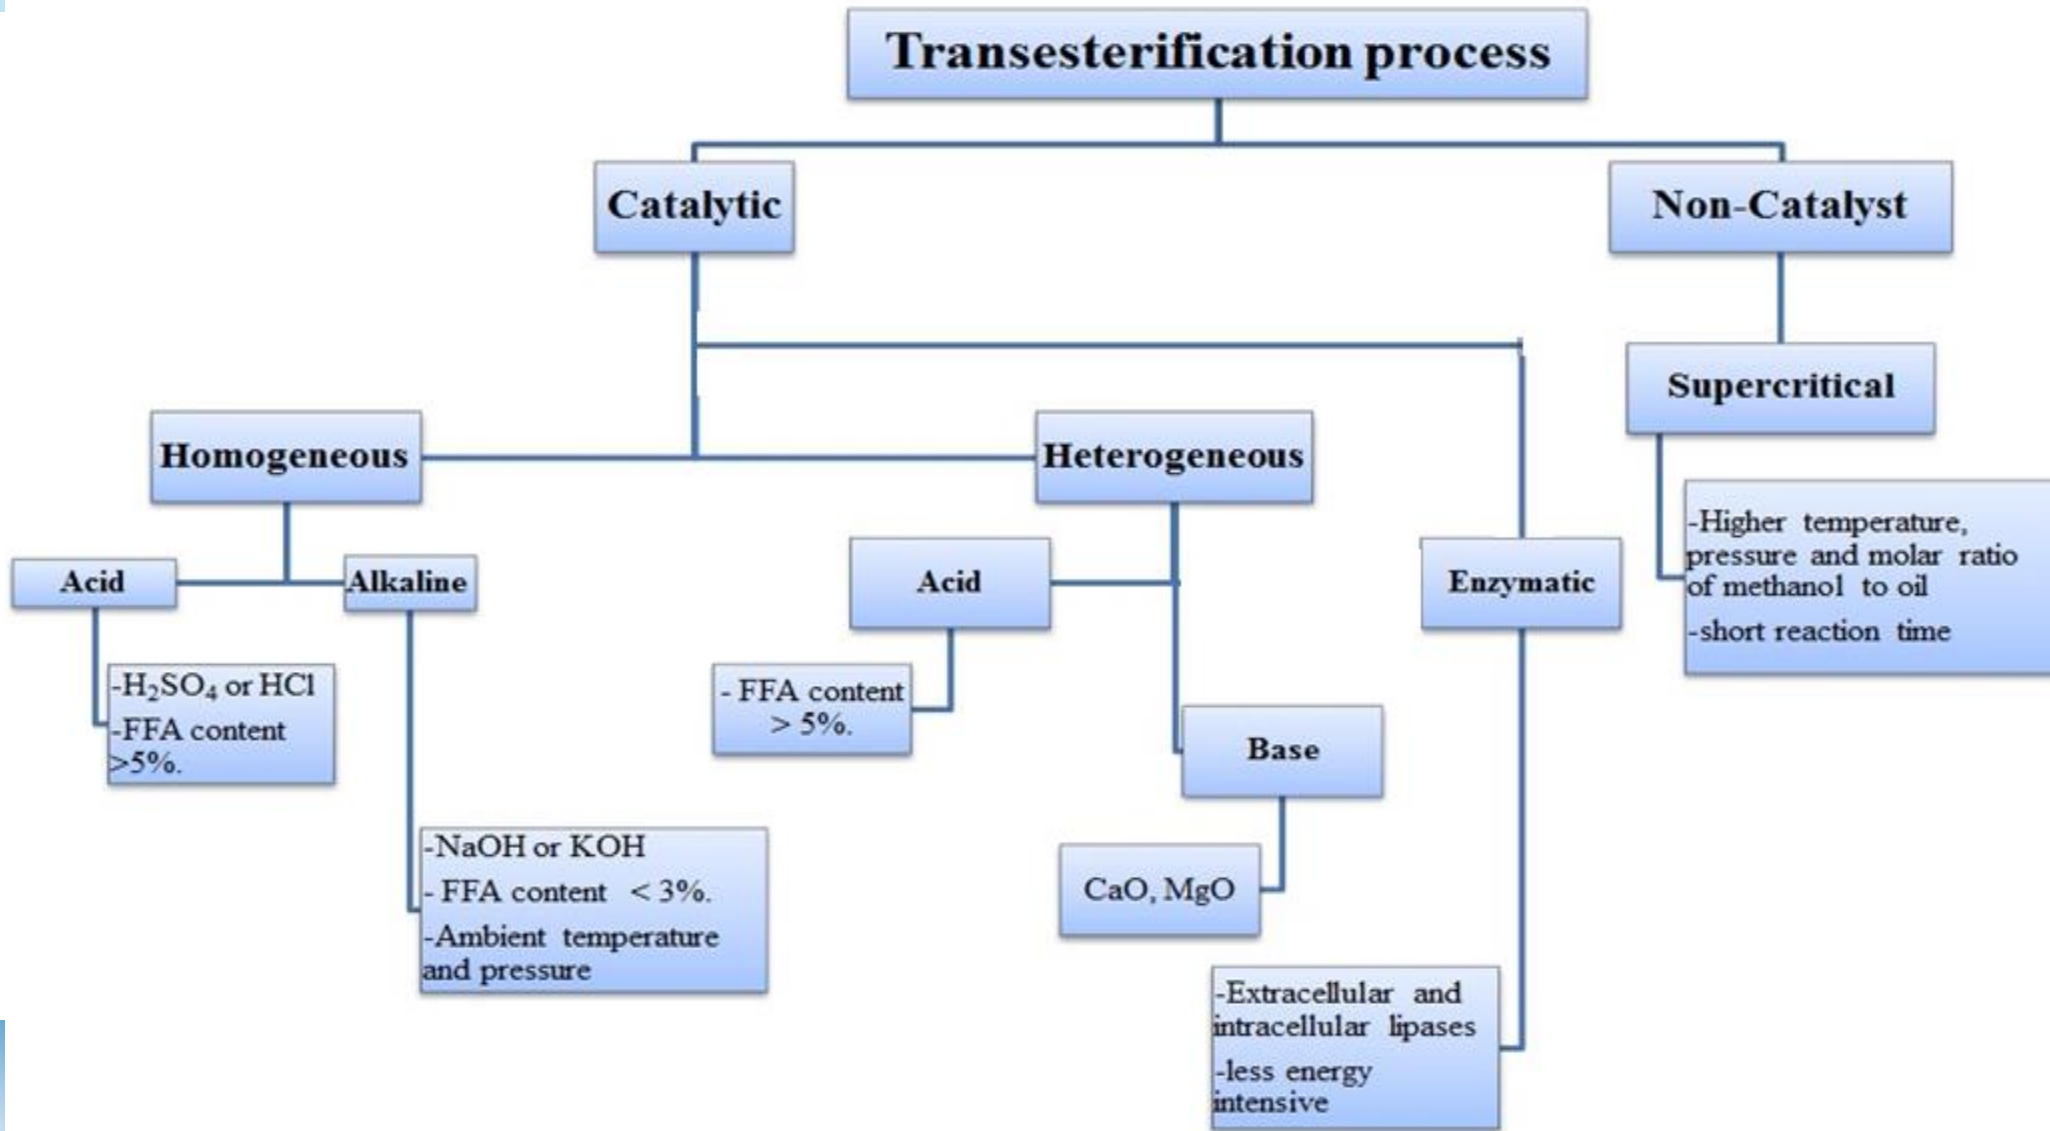 Transesterification process
Catalytic
Non-Catalyst
Supercritical
-Higher temperature,
pressure and molar ratio
of methanol to oil
-short reaction time
Homogeneous
Heterogeneous
Acid
Alkaline
Acid
Enzymatic
-H₂SO₄ or HCl
-FFA content
>5%.
- FFA content
> 5%.
Base
-NaOH or KOH
- FFA content < 3%.
-Ambient temperature
and pressure
CaO, MgO
-Extracellular and
intracellular lipases
-less energy
intensive